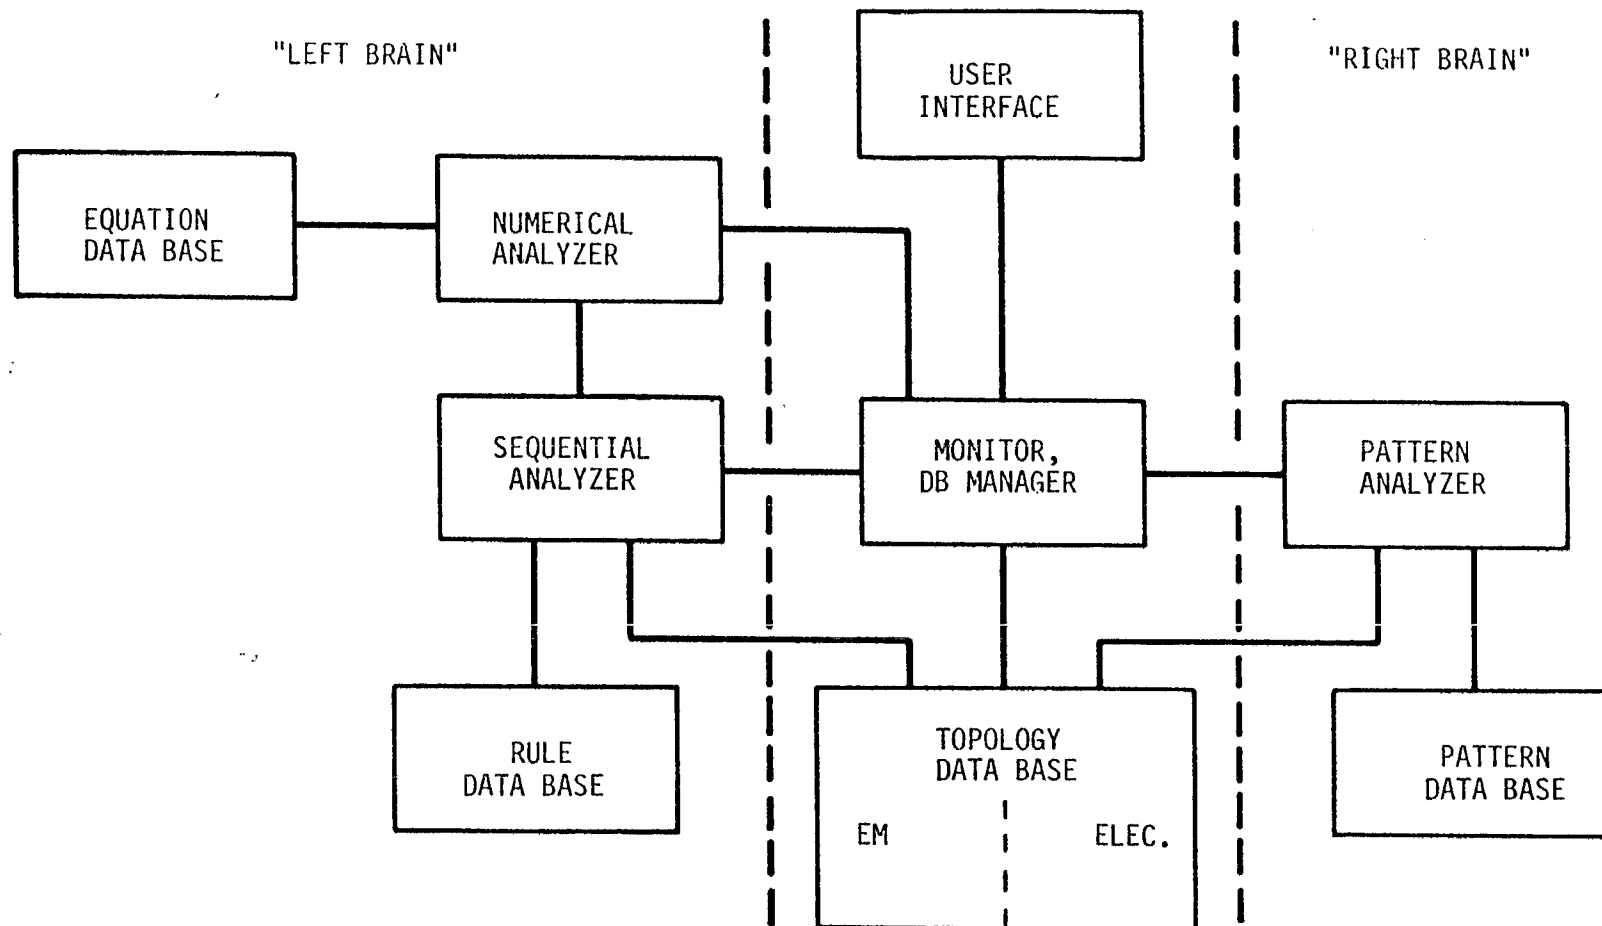 "LEFT BRAIN"
USER
INTERFACE
"RIGHT BRAIN"
EQUATION
DATA BASE
NUMERICAL
ANALYZER
SEQUENTIAL
ANALYZER
MONITOR,
DB MANAGER
PATTERN
ANALYZER
RULE
DATA BASE
TOPOLOGY
DATA BASE
EM
ELEC.
PATTERN
DATA BASE